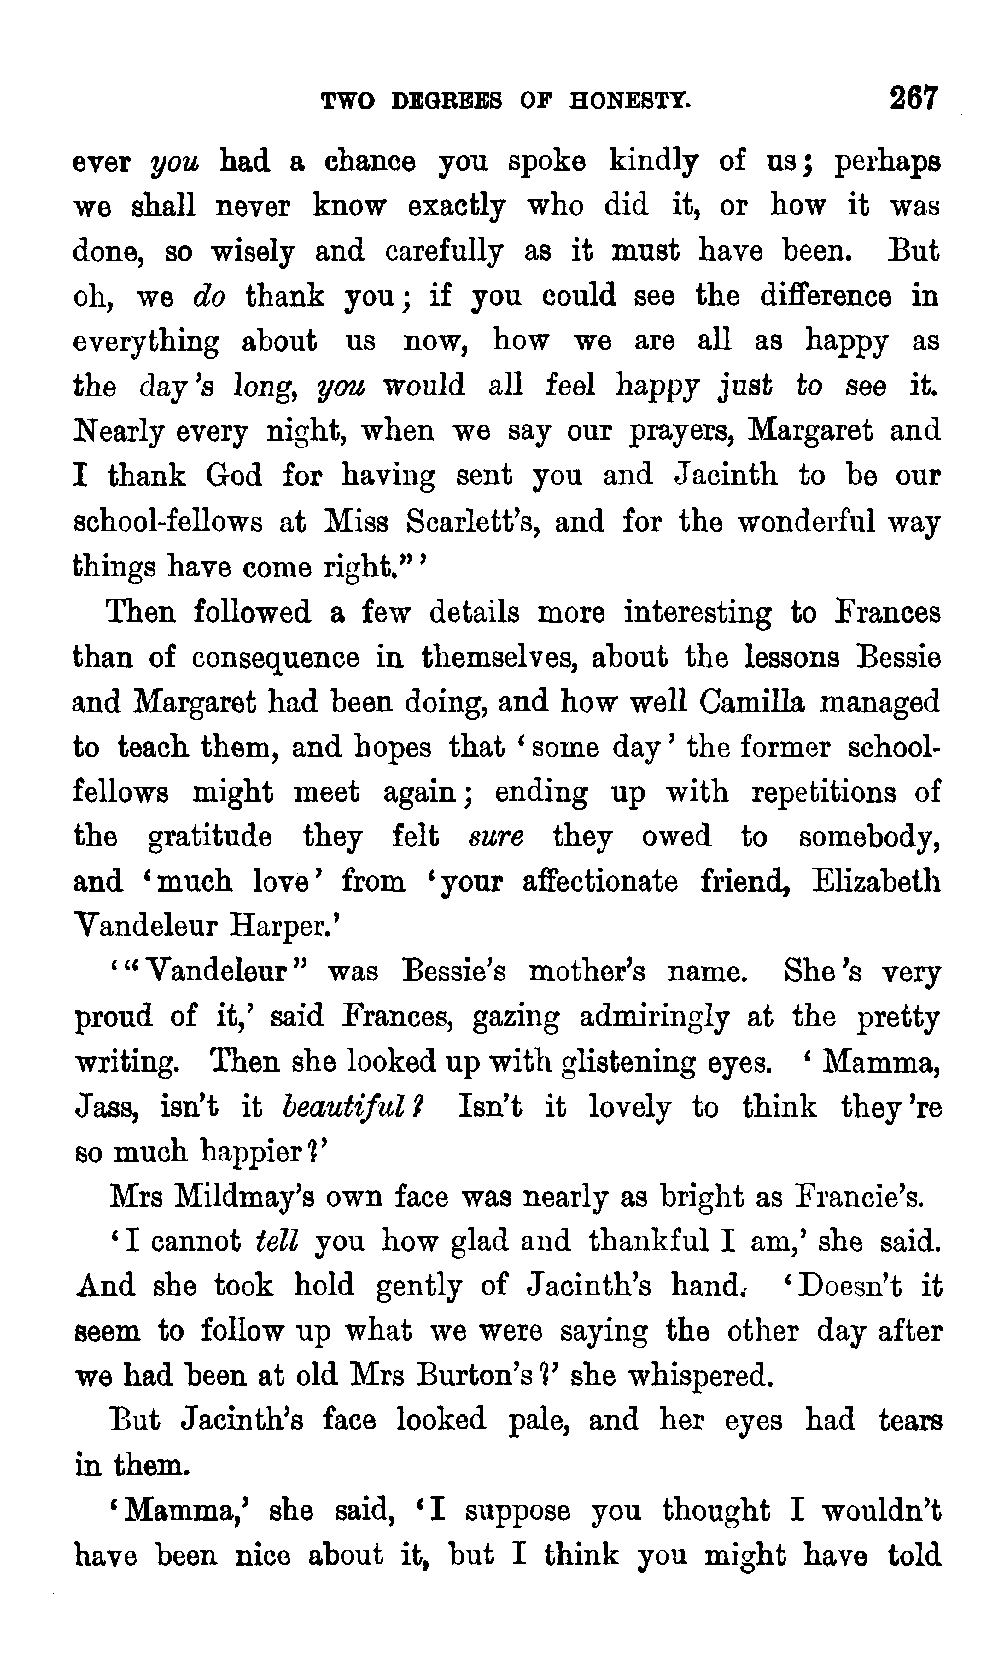 TWO DEGREES OF HONESTY. 267
ever you had a chance you spoke kindly of us; perhaps
we shall never know exactly who did it, or how it was
done, so wisely and carefully as it must have been. But
oh, we do thank you; if you could see the difference in
everything about us now, how we are all as happy as
the day's long, you would all feel happy just to see it.
Nearly every night, when we say our prayers, Margaret and
I thank God for having sent you and Jacinth to be our
school-fellows at Miss Scarlett's, and for the wonderful way
things have come right."'
Then followed a few details more interesting to Frances
than of consequence in themselves, about the lessons Bessie
and Margaret had been doing, and how well Camilla managed
to teach them, and hopes that 'some day' the former school-
fellows might meet again; ending up with repetitions of
the gratitude they felt sure they owed to somebody,
and 'much love' from 'your affectionate friend, Elizabeth
Vandeleur Harper.'
'"Vandeleur" was Bessie's mother's name. She's very
proud of it,' said Frances, gazing admiringly at the pretty
writing. Then she looked up with glistening eyes. 'Mamma,
Jass, isn't it beautiful? Isn't it lovely to think they're
so much happier?'
Mrs Mildmay's own face was nearly as bright as Francie's.
'I cannot tell you how glad and thankful I am,' she said.
And she took hold gently of Jacinth's hand. 'Doesn't it
seem to follow up what we were saying the other day after
we had been at old Mrs Burton's?' she whispered.
But Jacinth's face looked pale, and her eyes had tears
in them.
'Mamma,' she said, 'I suppose you thought I wouldn't
have been nice about it, but I think you might have told